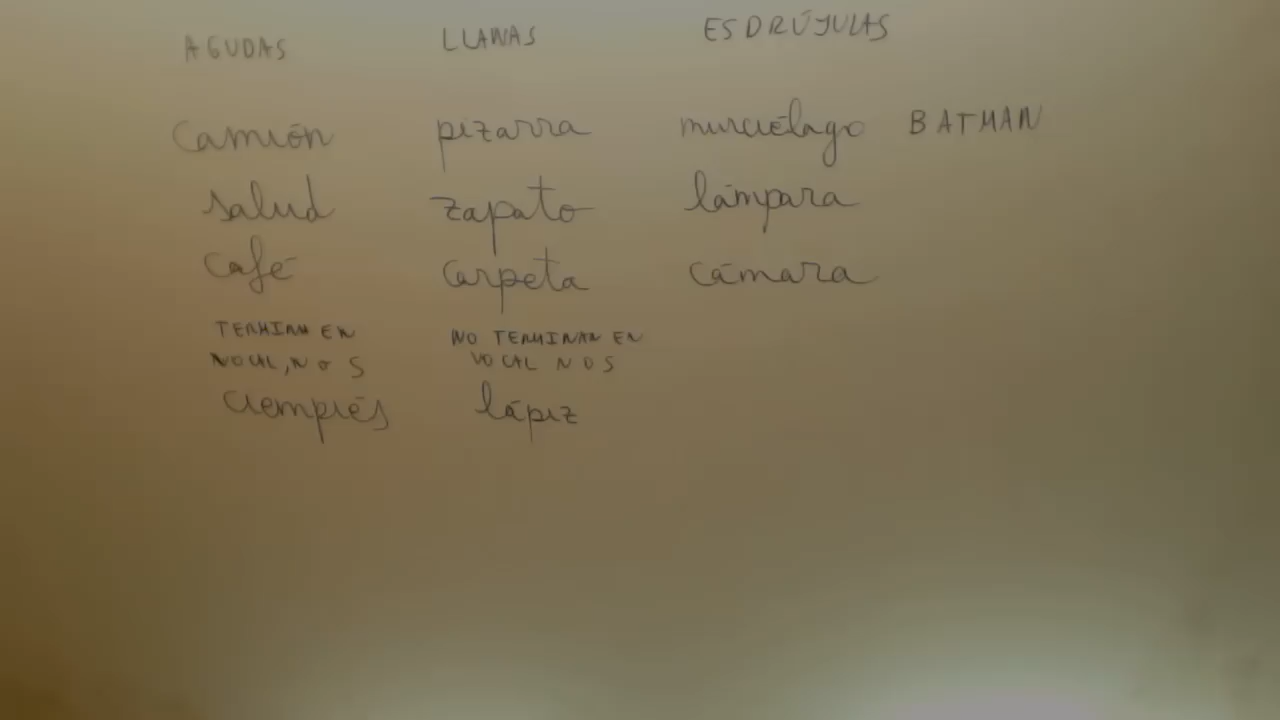 AGUDAS LLANAS ESDRÚJULAS
camión pizarra murciélago BATMAN
salud zapato lámpara
café carpeta cámara
TERMINAN EN NO TERMINAN EN
VOCAL, N o S VOCAL N O S
ciempiés lápiz